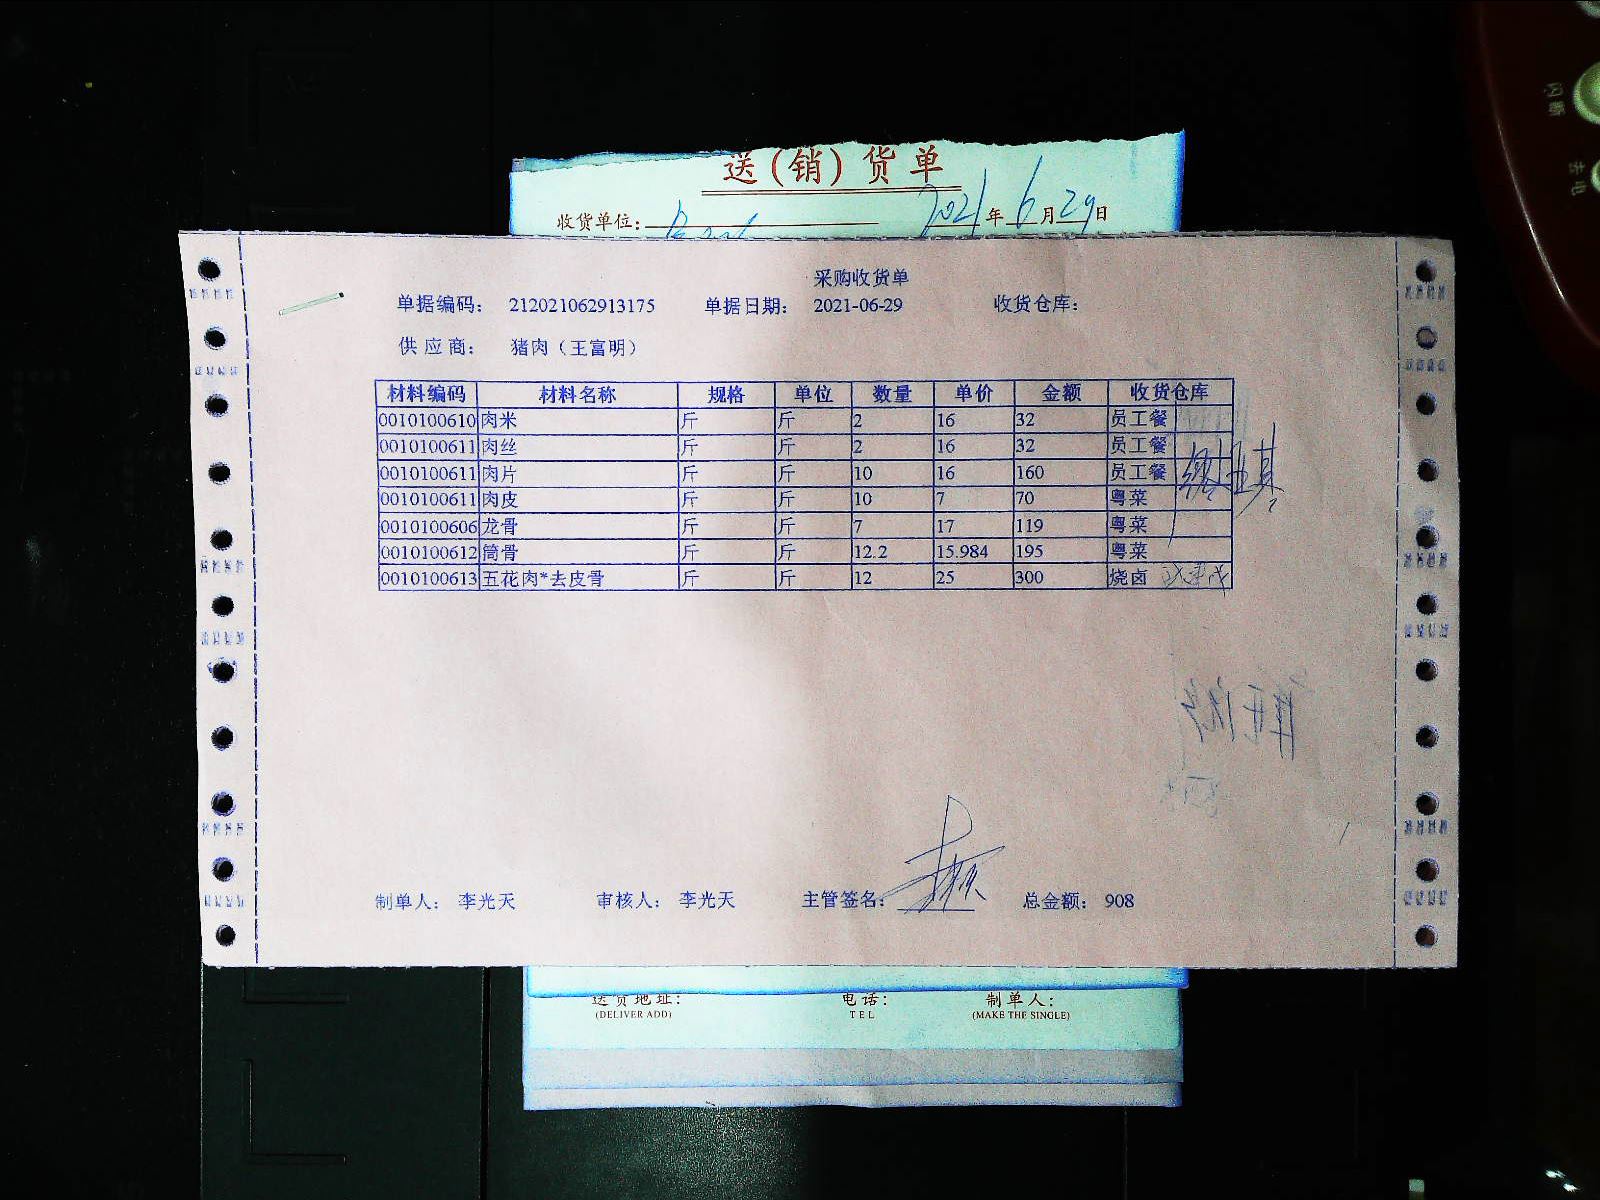 送(销)货单
收货单位: 2021年6月29日
采购收货单
单据编码: 212021062913175 单据日期: 2021-06-29 收货仓库:
供应商: 猪肉（王富明）
材料编码 材料名称 规格 单位 数量 单价 金额 收货仓库
0010100610 肉米 斤 斤 2 16 32 员工餐
0010100611 肉丝 斤 斤 2 16 32 员工餐
0010100611 肉片 斤 斤 10 16 160 员工餐
0010100611 肉皮 斤 斤 10 7 70 粤菜
0010100606 龙骨 斤 斤 7 17 119 粤菜
0010100612 筒骨 斤 斤 12.2 15.984 195 粤菜
0010100613 五花肉*去皮骨 斤 斤 12 25 300 烧卤
制单人: 李光天 审核人: 李光天 主管签名: 总金额: 908
送货地址: 电话: 制单人:
(DELIVER ADD) TEL (MAKE THE SINGLE)